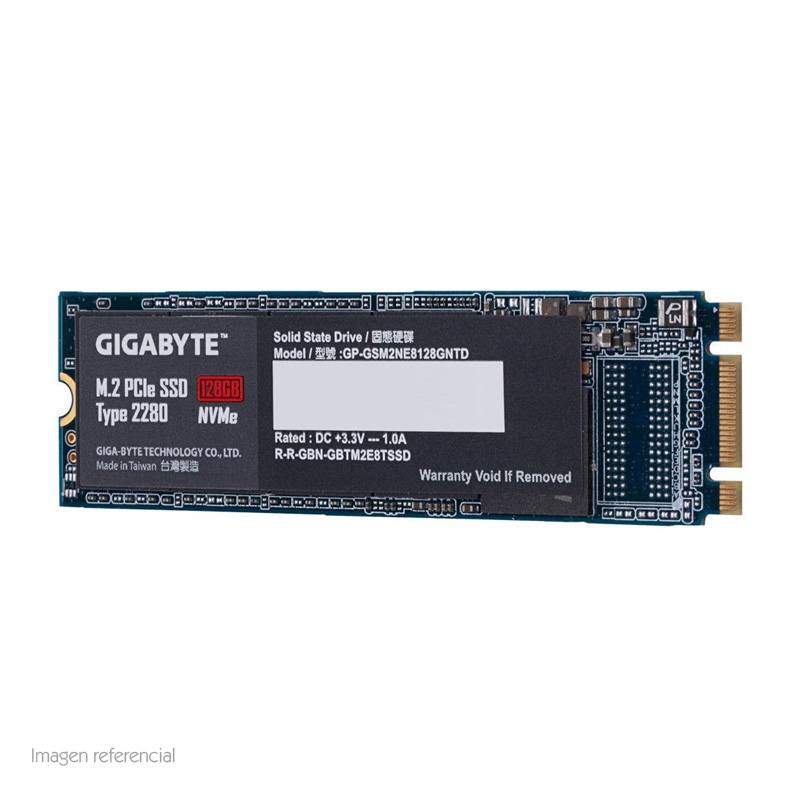 GIGABYTE™
M.2 PCIe SSD 128GB
Type 2280 NVMe
GIGA-BYTE TECHNOLOGY CO., LTD.
Made in Taiwan 台灣製造
Solid State Drive / 固態硬碟
Model / 型號 :GP-GSM2NE8128GNTD
Rated : DC +3.3V --- 1.0A
R-R-GBN-GBTM2E8TSSD
Warranty Void If Removed
PLN
Imagen referencial